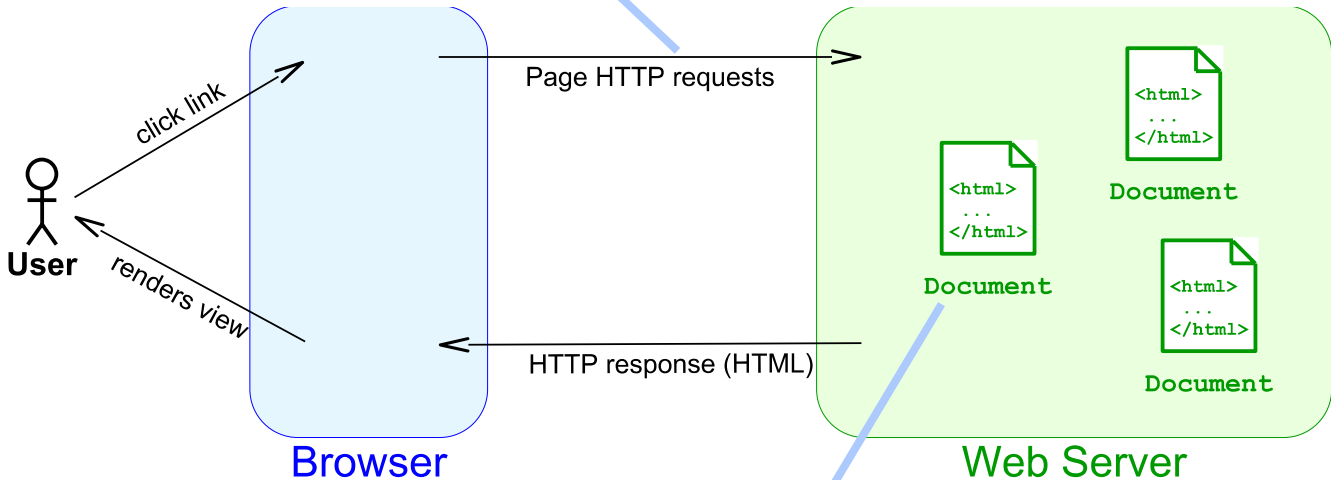 click link
Page HTTP requests
<html>
...
</html>
Document
<html>
...
</html>
Document
User
renders view
<html>
...
</html>
Document
HTTP response (HTML)
Browser
Web Server